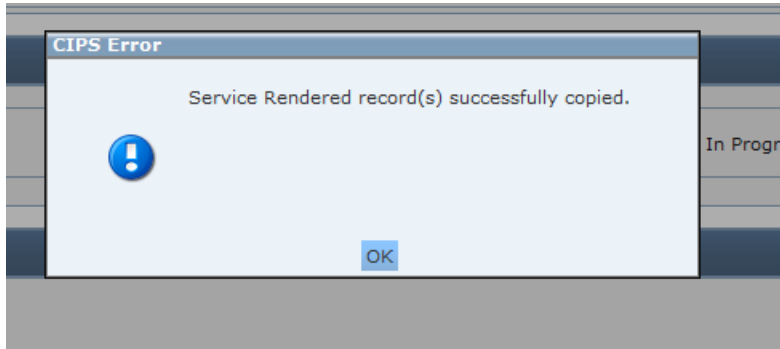 CIPS Error
Service Rendered record(s) successfully copied.
In Progr
OK